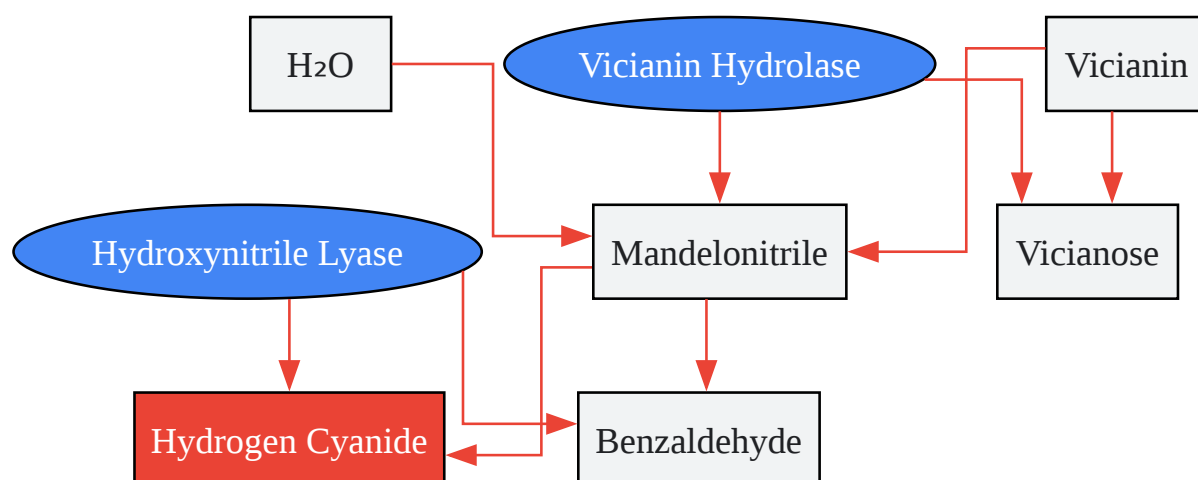 H₂O
Vicianin Hydrolase
Vicianin
Hydroxynitrile Lyase
Mandelonitrile
Vicianose
Hydrogen Cyanide
Benzaldehyde